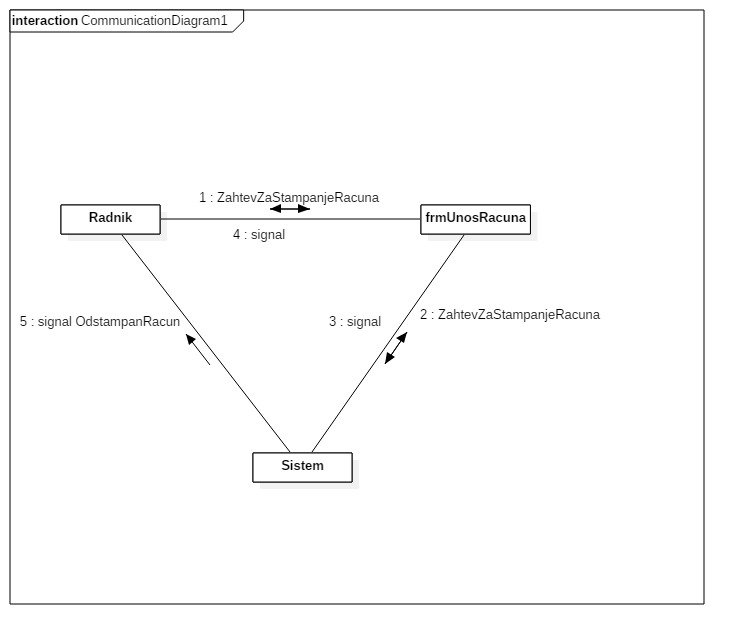 interaction CommunicationDiagram1
1 : ZahtevZaStampanjeRacuna
Radnik
frmUnosRacuna
4 : signal
5 : signal OdstampanRacun
3 : signal
2 : ZahtevZaStampanjeRacuna
Sistem